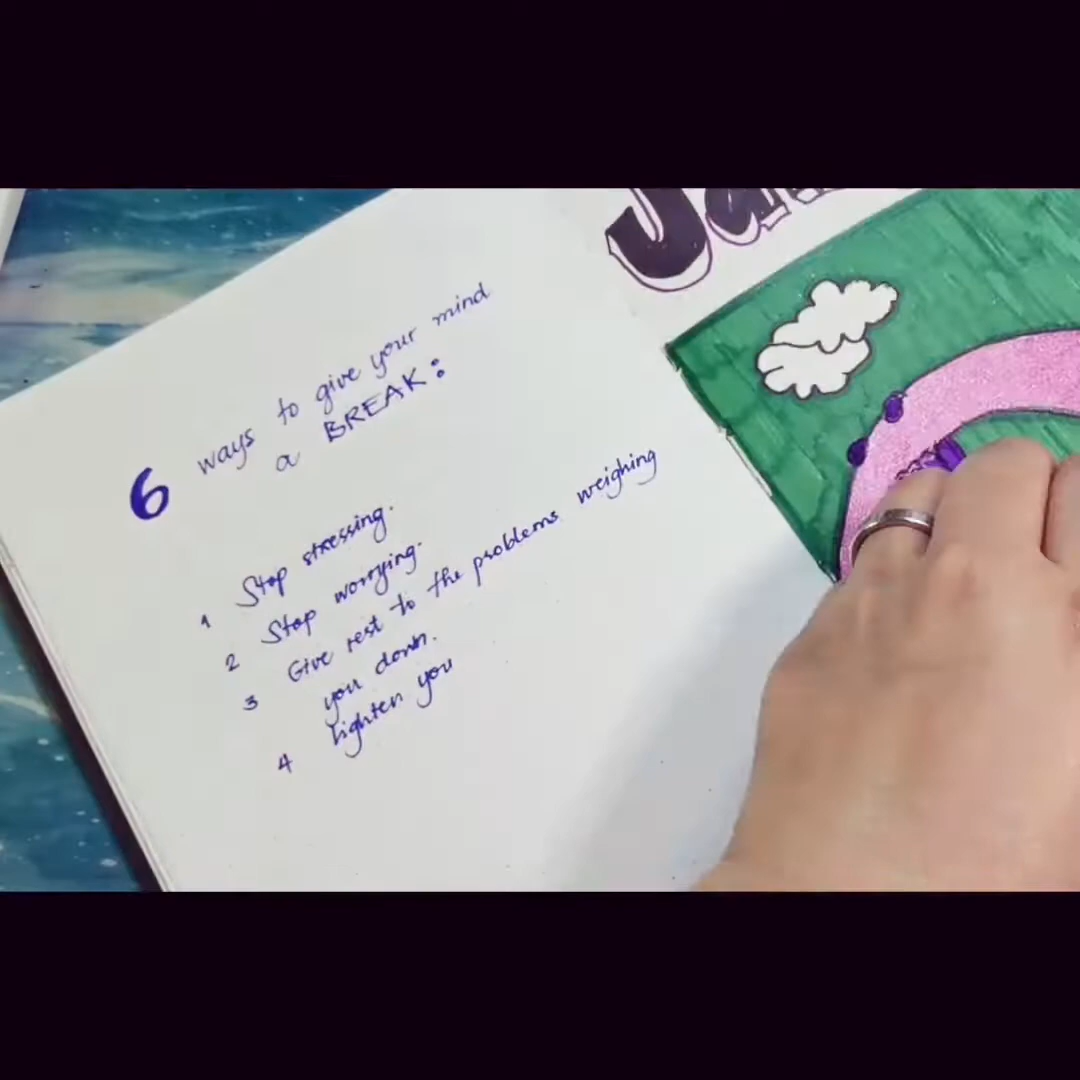 6 ways to give your mind
a BREAK:
1 Stop stressing.
2 Stop worrying.
3 Give rest to the problems weighing
you down.
4 lighten you